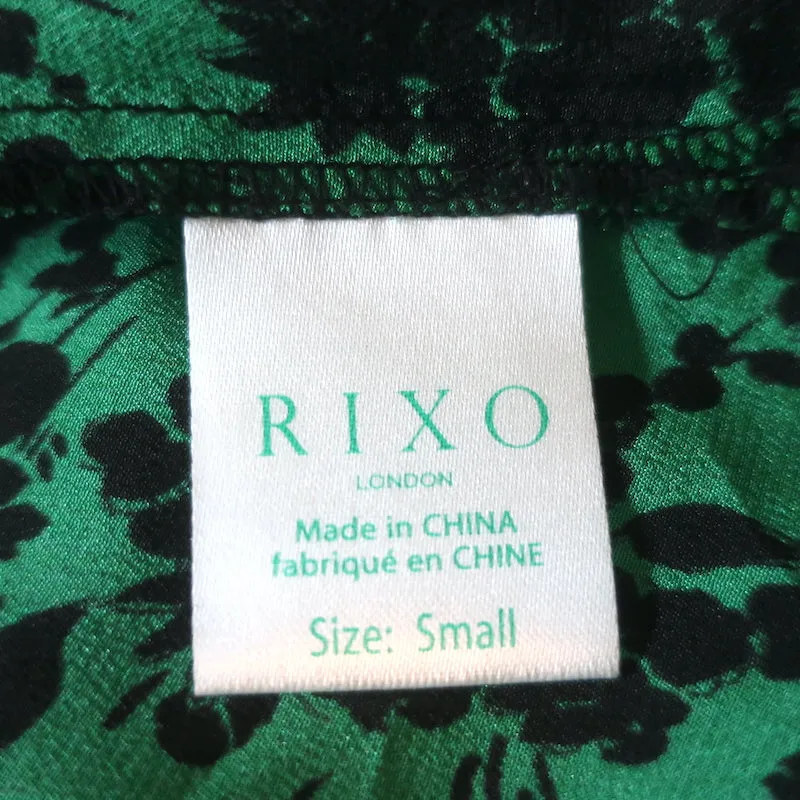 RIXO
LONDON
Made in CHINA
fabriqué en CHINE
Size: Small